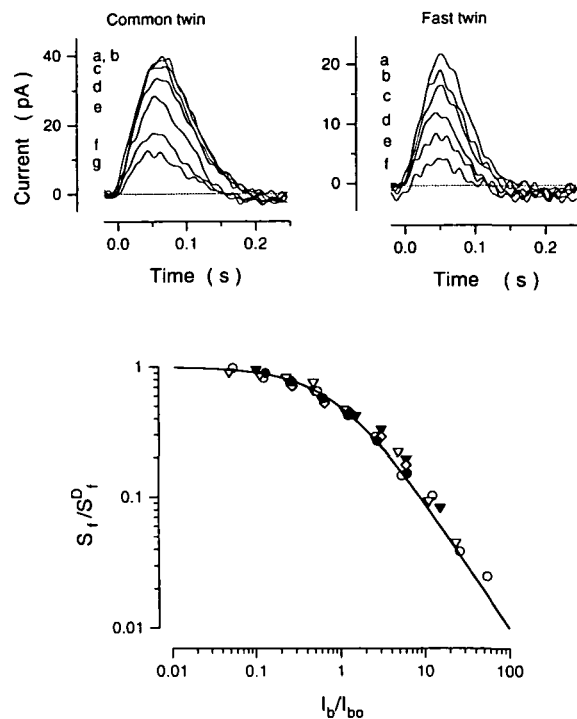 Common twin
Fast twin
Current ( pA )
40
20
0
a, b
c
d
e
f
g
0.0
0.1
0.2
Time ( s )
20
10
0
a
b
c
d
e
f
0.0
0.1
0.2
Time ( s )
S_f/S^D_f
1
0.1
0.01
0.01
0.1
1
10
100
I_b/I_bo